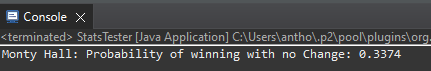 Console
<terminated> StatsTester [Java Application] C:\Users\antho\.p2\pool\plugins\org.
Monty Hall: Probability of winning with no Change: 0.3374